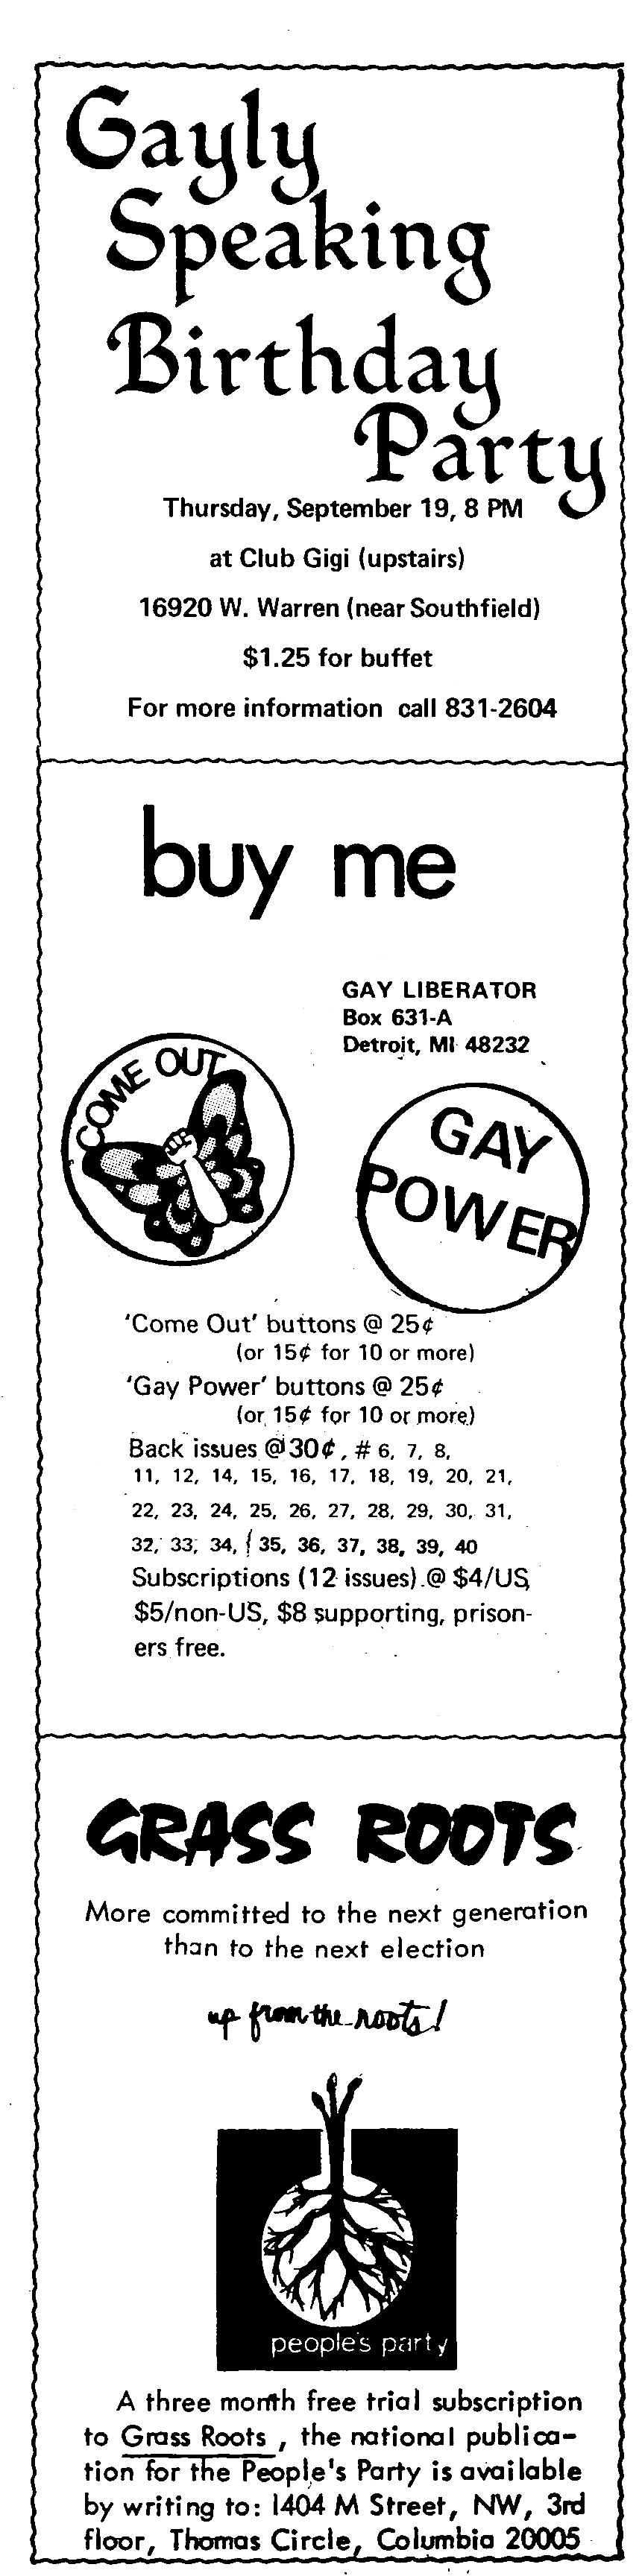 Gayly
Speaking
Birthday
Party
Thursday, September 19, 8 PM
at Club Gigi (upstairs)
16920 W. Warren (near Southfield)
$1.25 for buffet
For more information call 831-2604
buy me
GAY LIBERATOR
Box 631-A
Detroit, MI 48232
COME OUT
GAY
POWER
'Come Out' buttons @ 25¢
(or 15¢ for 10 or more)
'Gay Power' buttons @ 25¢
(or 15¢ for 10 or more)
Back issues @30¢, # 6, 7, 8,
11, 12, 14, 15, 16, 17, 18, 19, 20, 21,
22, 23, 24, 25, 26, 27, 28, 29, 30, 31,
32, 33, 34, 35, 36, 37, 38, 39, 40
Subscriptions (12 issues) @ $4/US,
$5/non-US, $8 supporting, prison-
ers free.
GRASS ROOTS
More committed to the next generation
than to the next election
up from the roots!
people's party
A three month free trial subscription
to Grass Roots, the national publica-
tion for the People's Party is available
by writing to: 1404 M Street, NW, 3rd
floor, Thomas Circle, Columbia 20005